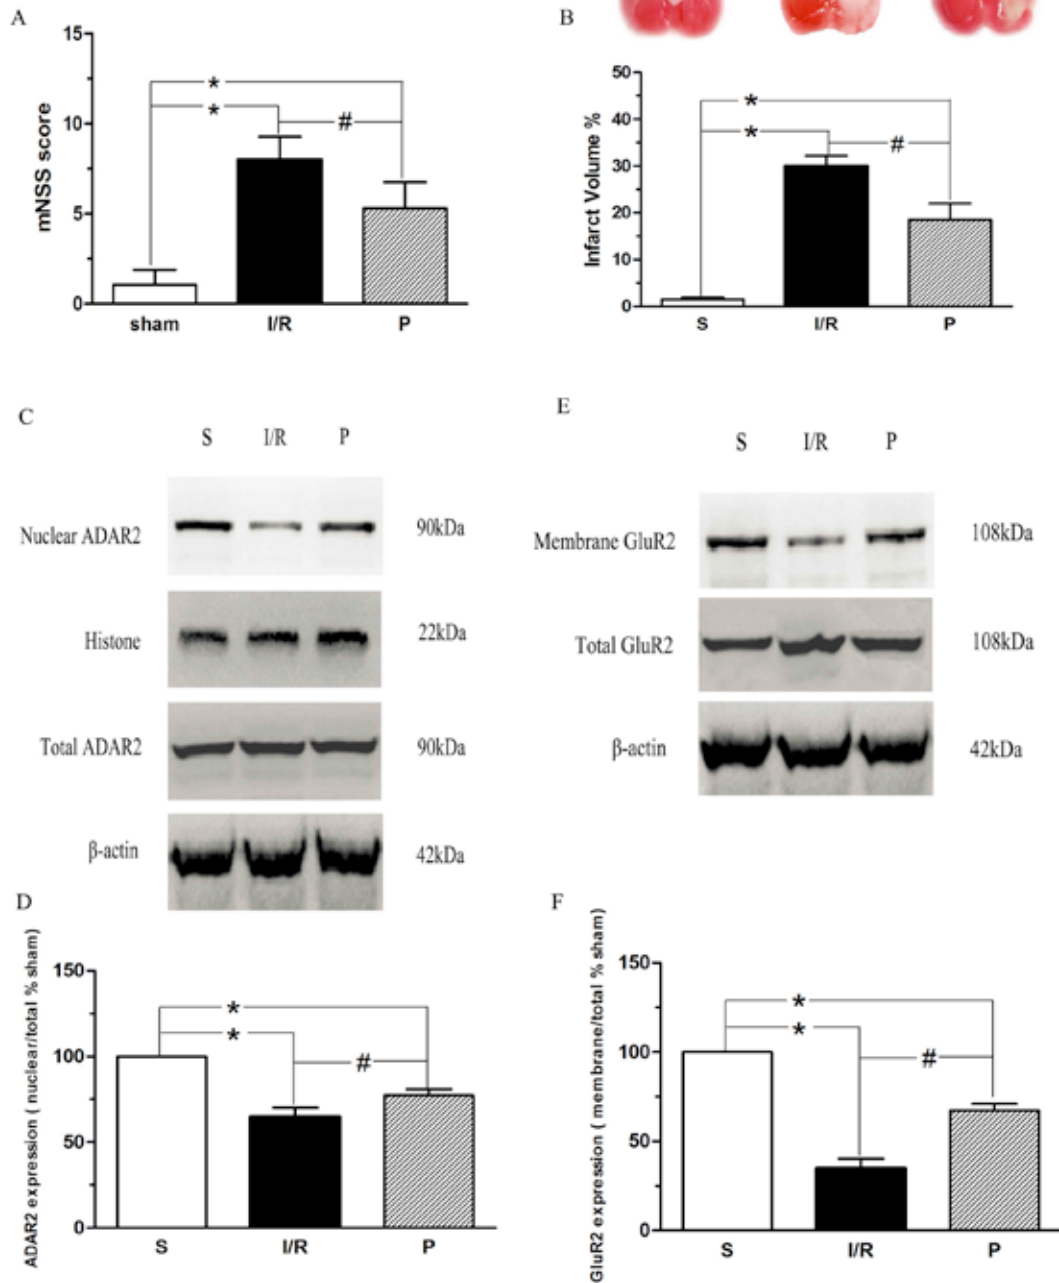 A
15
10
5
0
mNSS score
*
*
#
sham I/R P
B
50
40
30
20
10
0
Infarct Volume %
*
*
#
S I/R P
C
S I/R P
Nuclear ADAR2 90kDa
Histone 22kDa
Total ADAR2 90kDa
β-actin 42kDa
E
S I/R P
Membrane GluR2 108kDa
Total GluR2 108kDa
β-actin 42kDa
D
150
100
50
0
ADAR2 expression ( nuclear/total % sham)
*
*
#
S I/R P
F
150
100
50
0
GluR2 expression ( membrane/total % sham)
*
*
#
S I/R P